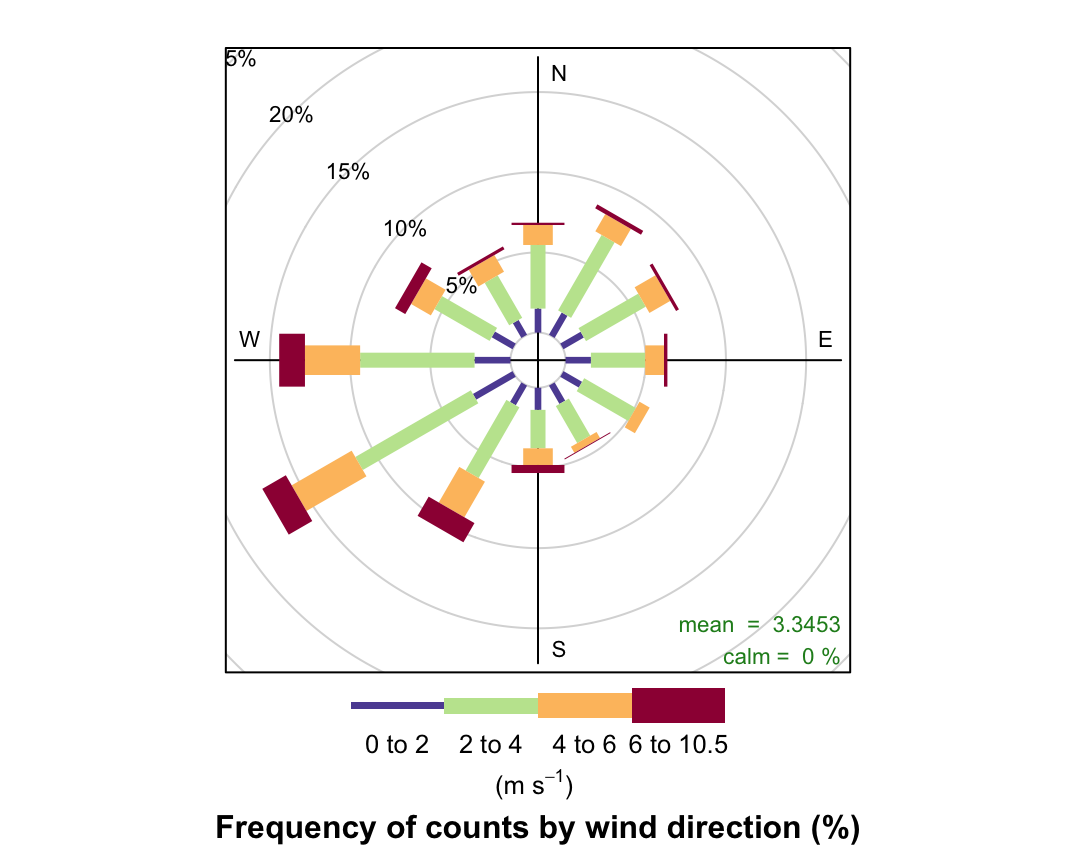 5%
N
20%
15%
10%
5%
W
E
S
mean = 3.3453
calm = 0 %
0 to 2 2 to 4 4 to 6 6 to 10.5
(m s⁻¹)
Frequency of counts by wind direction (%)